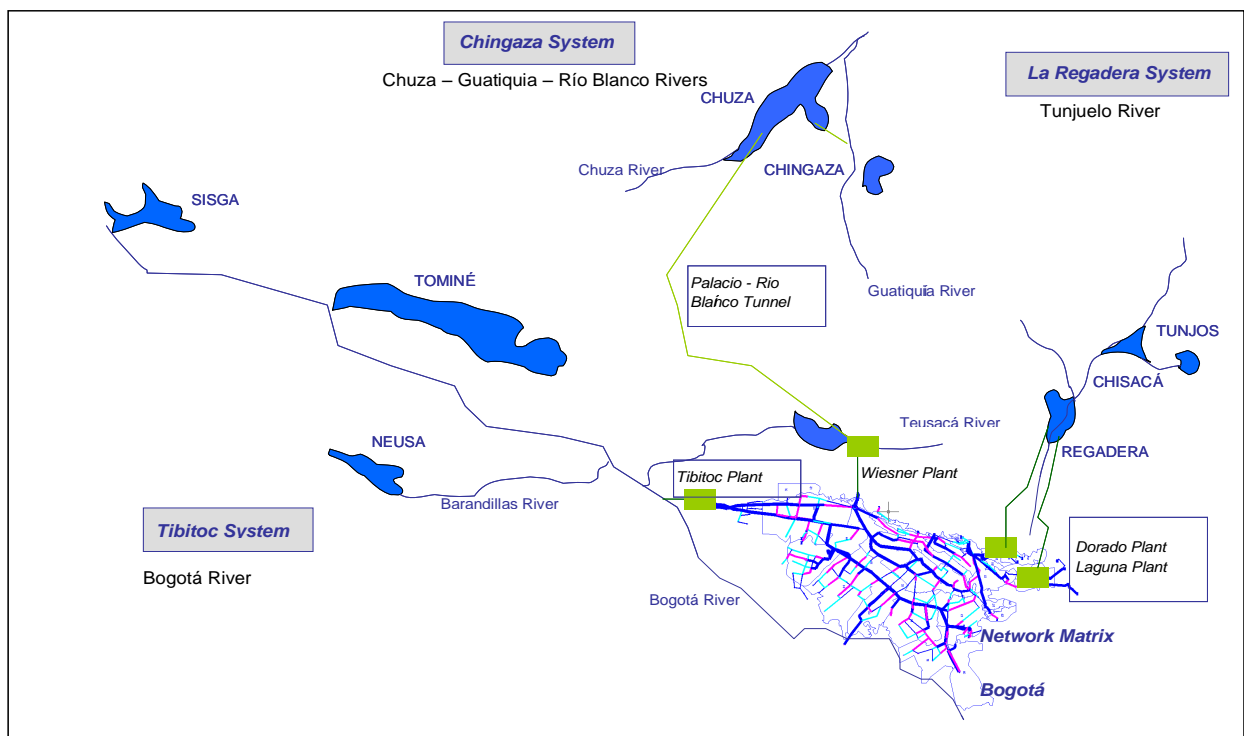 Chingaza System
Chuza – Guatiquia – Río Blanco Rivers
La Regadera System
Tunjuelo River
CHUZA
Chuza River
CHINGAZA
SISGA
TOMINÉ
Palacio - Rio
Blanco Tunnel
Guatiquía River
TUNJOS
CHISACÁ
NEUSA
Teusacá River
REGADERA
Tibitoc Plant
Wiesner Plant
Barandillas River
Tibitoc System
Bogotá River
Dorado Plant
Laguna Plant
Bogotá River
Network Matrix
Bogotá